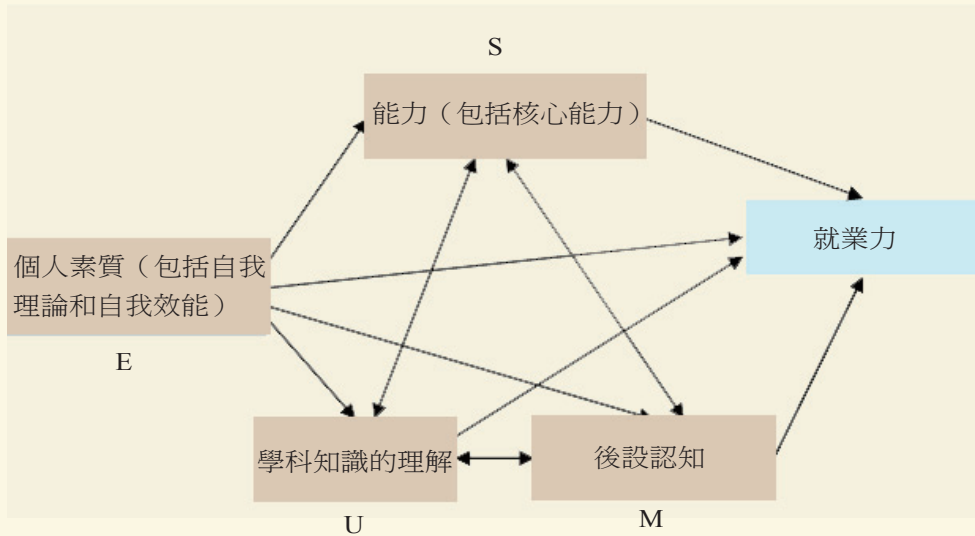 S
能力（包括核心能力）
就業力
個人素質（包括自我
理論和自我效能）
E
學科知識的理解
後設認知
U
M